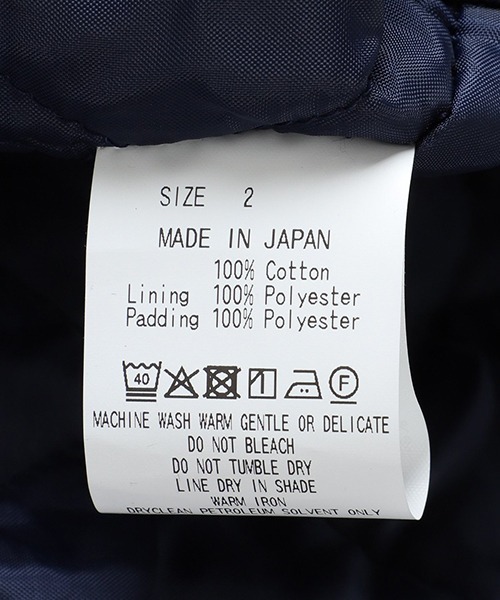 SIZE 2
MADE IN JAPAN
100% Cotton
Lining 100% Polyester
Padding 100% Polyester
40 F
MACHINE WASH WARM GENTLE OR DELICATE
DO NOT BLEACH
DO NOT TUMBLE DRY
LINE DRY IN SHADE
WARM IRON
DRYCLEAN PETROLEUM SOLVENT ONLY